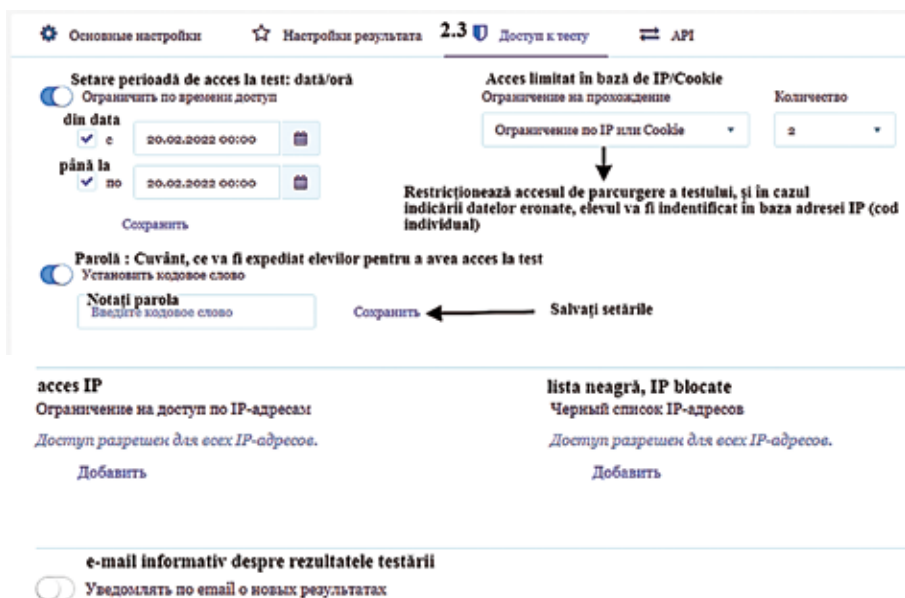 Основные настройки Настройки результата 2.3 Доступ к тесту API
Setare perioadă de acces la test: dată/oră
Ограничить по времени доступ
din data
с 20.02.2022 00:00
până la
по 20.02.2022 00:00
Сохранить
Acces limitat în bază de IP/Cookie
Ограничение на прохождение Количество
Ограничение по IP или Cookie 2
Restricționează accesul de parcurgere a testului, și în cazul
indicării datelor eronate, elevul va fi indentificat în baza adresei IP (cod
individual)
Parolă : Cuvânt, ce va fi expediat elevilor pentru a avea acces la test
Установить кодовое слово
Notați parola
Введите кодовое слово Сохранить Salvați setările
acces IP
Ограничение на доступ по IP-адресам
Доступ разрешен для всех IP-адресов.
Добавить
lista neagră, IP blocate
Черный список IP-адресов
Доступ разрешен для всех IP-адресов.
Добавить
e-mail informativ despre rezultatele testării
Уведомлять по email о новых результатах